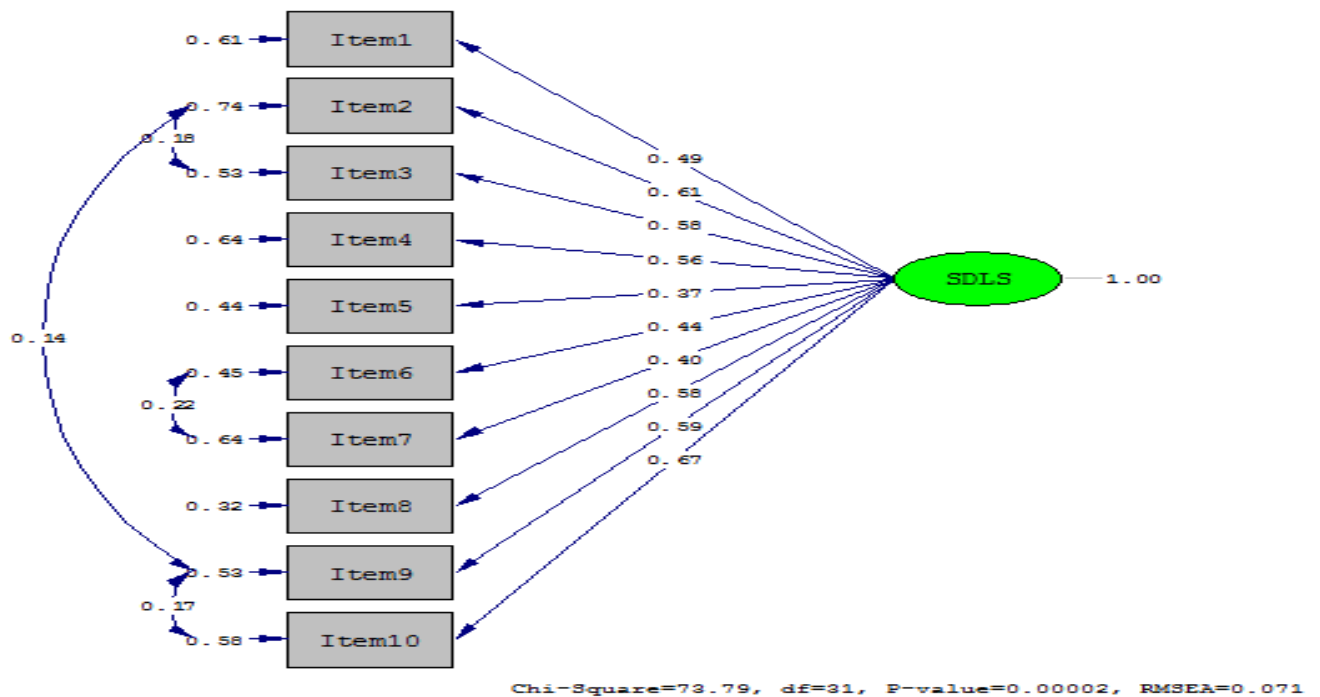 0.61 Item1
0.74 Item2
0.18
0.53 Item3
0.49
0.61
0.58
0.64 Item4
0.56
SDLS 1.00
0.37
0.44 Item5
0.44
0.14
0.40
0.45 Item6
0.58
0.22
0.59
0.64 Item7
0.67
0.32 Item8
0.53 Item9
0.17
0.58 Item10
Chi-Square=73.79, df=31, P-value=0.00002, RMSEA=0.071